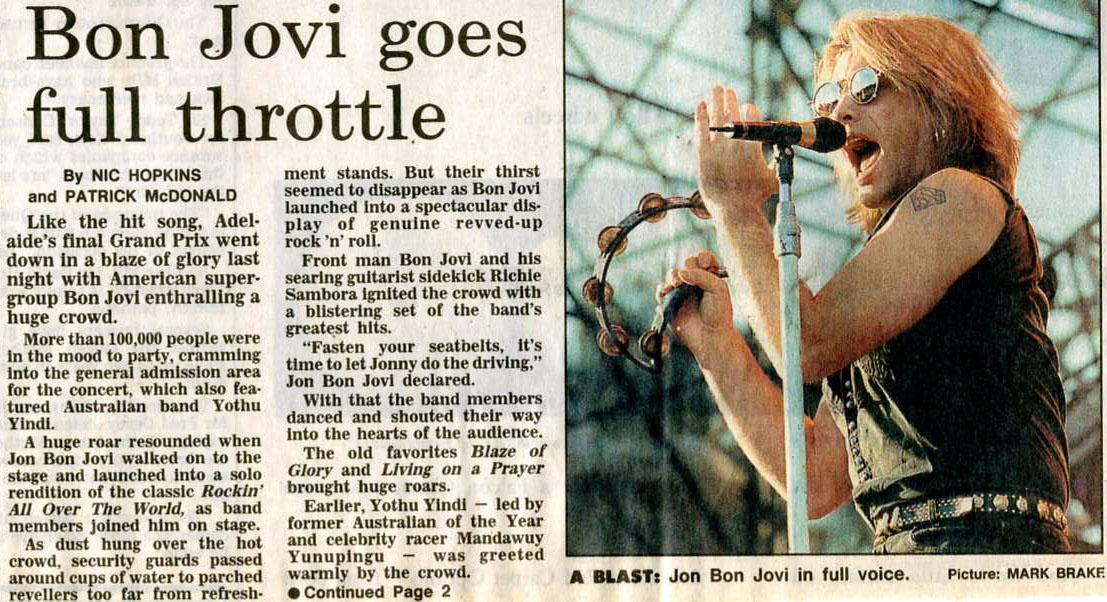 Bon Jovi goes
full throttle
By NIC HOPKINS
and PATRICK McDONALD
Like the hit song, Adel-
aide's final Grand Prix went
down in a blaze of glory last
night with American super-
group Bon Jovi enthralling a
huge crowd.
More than 100,000 people were
in the mood to party, cramming
into the general admission area
for the concert, which also fea-
tured Australian band Yothu
Yindi.
A huge roar resounded when
Jon Bon Jovi walked on to the
stage and launched into a solo
rendition of the classic Rockin'
All Over The World, as band
members joined him on stage.
As dust hung over the hot
crowd, security guards passed
around cups of water to parched
revellers too far from refresh-
ment stands. But their thirst
seemed to disappear as Bon Jovi
launched into a spectacular dis-
play of genuine revved-up
rock 'n' roll.
Front man Bon Jovi and his
searing guitarist sidekick Richie
Sambora ignited the crowd with
a blistering set of the band's
greatest hits.
"Fasten your seatbelts, it's
time to let Jonny do the driving,"
Jon Bon Jovi declared.
With that the band members
danced and shouted their way
into the hearts of the audience.
The old favorites Blaze of
Glory and Living on a Prayer
brought huge roars.
Earlier, Yothu Yindi — led by
former Australian of the Year
and celebrity racer Mandawuy
Yunupingu — was greeted
warmly by the crowd.
● Continued Page 2
A BLAST: Jon Bon Jovi in full voice. Picture: MARK BRAKE